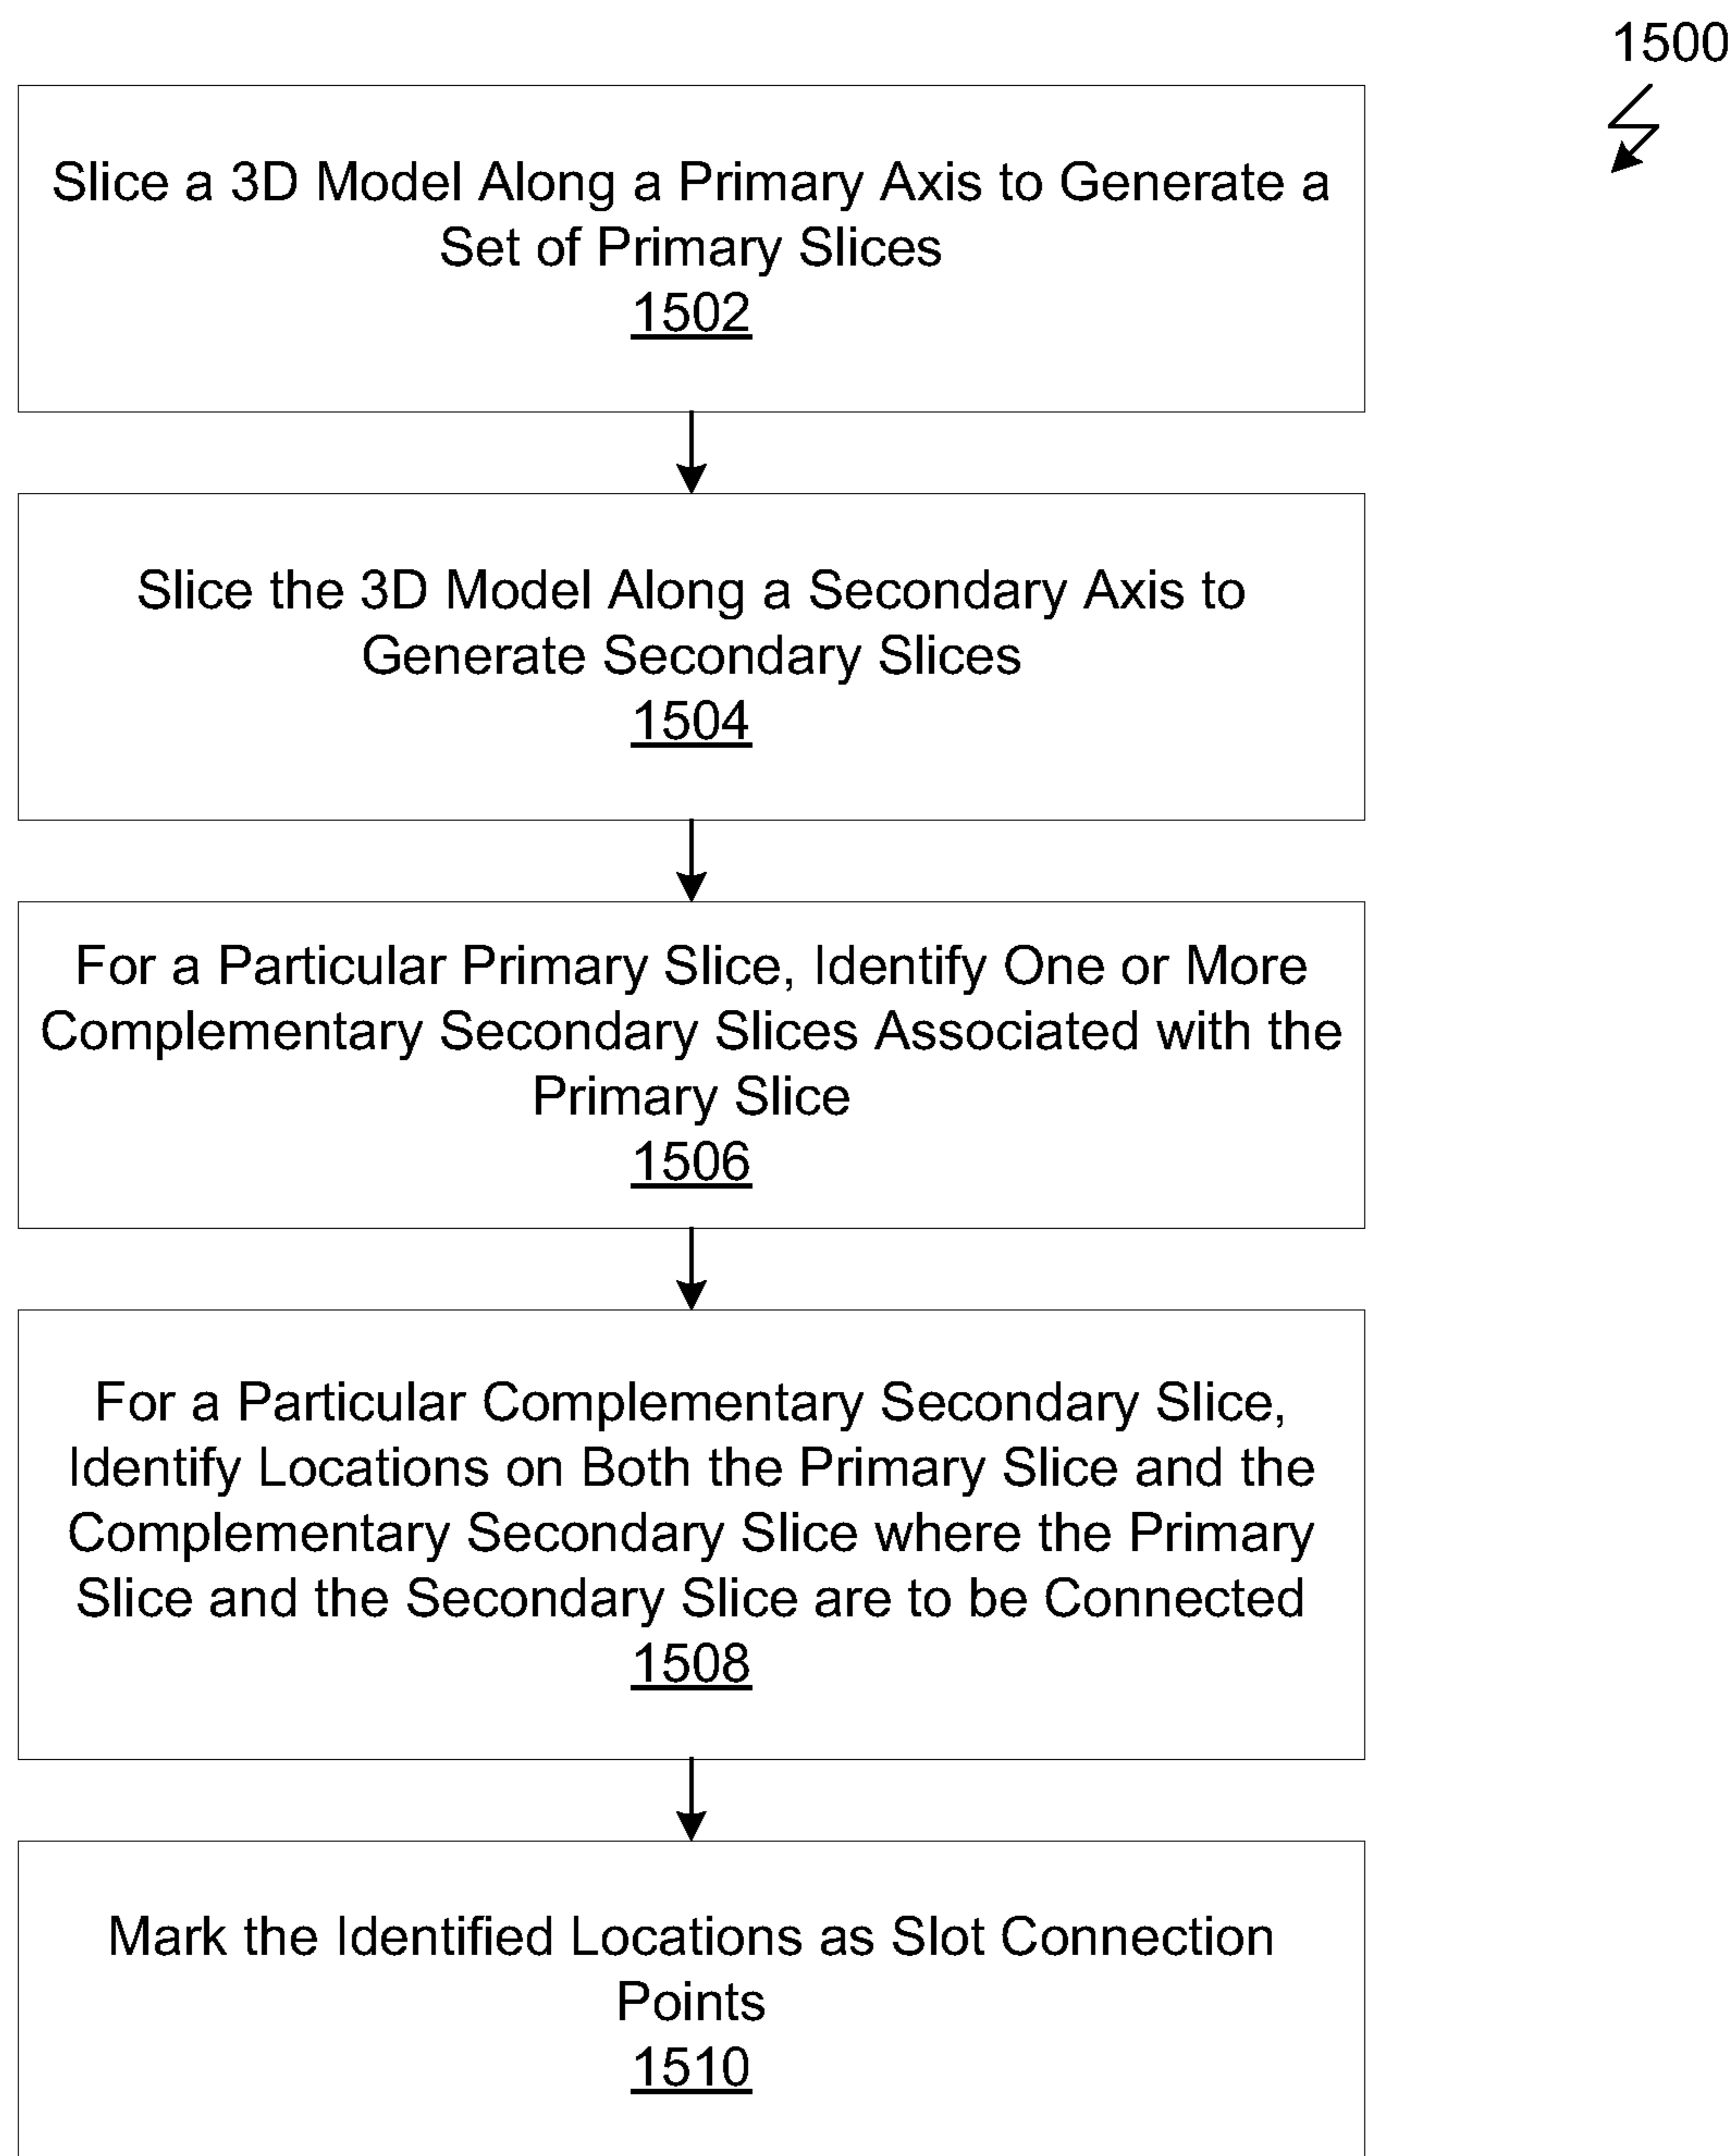 1500
Slice a 3D Model Along a Primary Axis to Generate a
Set of Primary Slices
1502
Slice the 3D Model Along a Secondary Axis to
Generate Secondary Slices
1504
For a Particular Primary Slice, Identify One or More
Complementary Secondary Slices Associated with the
Primary Slice
1506
For a Particular Complementary Secondary Slice,
Identify Locations on Both the Primary Slice and the
Complementary Secondary Slice where the Primary
Slice and the Secondary Slice are to be Connected
1508
Mark the Identified Locations as Slot Connection
Points
1510